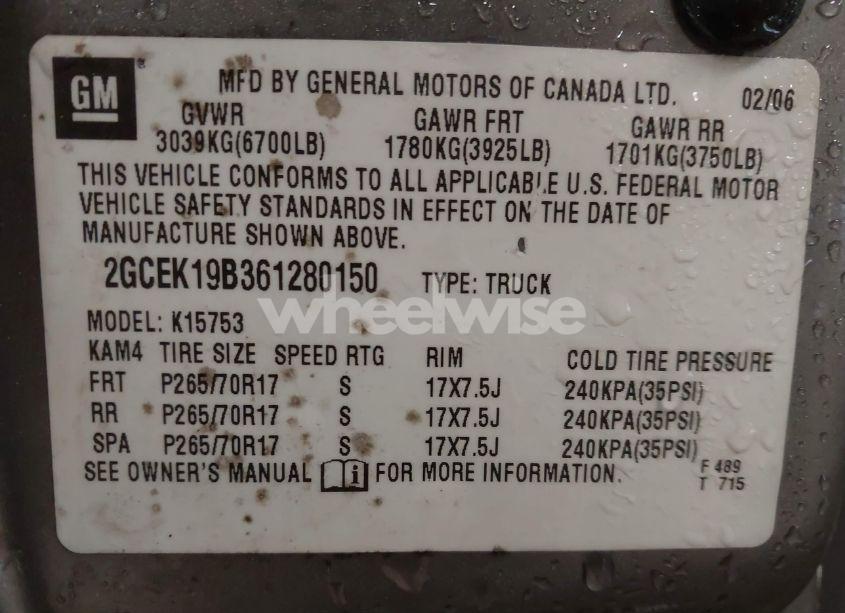 GM
MFD BY GENERAL MOTORS OF CANADA LTD. 02/06
GVWR GAWR FRT GAWR RR
3039KG(6700LB) 1780KG(3925LB) 1701KG(3750LB)
THIS VEHICLE CONFORMS TO ALL APPLICABLE U.S. FEDERAL MOTOR
VEHICLE SAFETY STANDARDS IN EFFECT ON THE DATE OF
MANUFACTURE SHOWN ABOVE.
2GCEK19B361280150 TYPE: TRUCK
wheelwise
MODEL: K15753
KAM4 TIRE SIZE SPEED RTG RIM COLD TIRE PRESSURE
FRT P265/70R17 S 17X7.5J 240KPA(35PSI)
RR P265/70R17 S 17X7.5J 240KPA(35PSI)
SPA P265/70R17 S 17X7.5J 240KPA(35PSI)
SEE OWNER'S MANUAL i FOR MORE INFORMATION. F 489
T 715